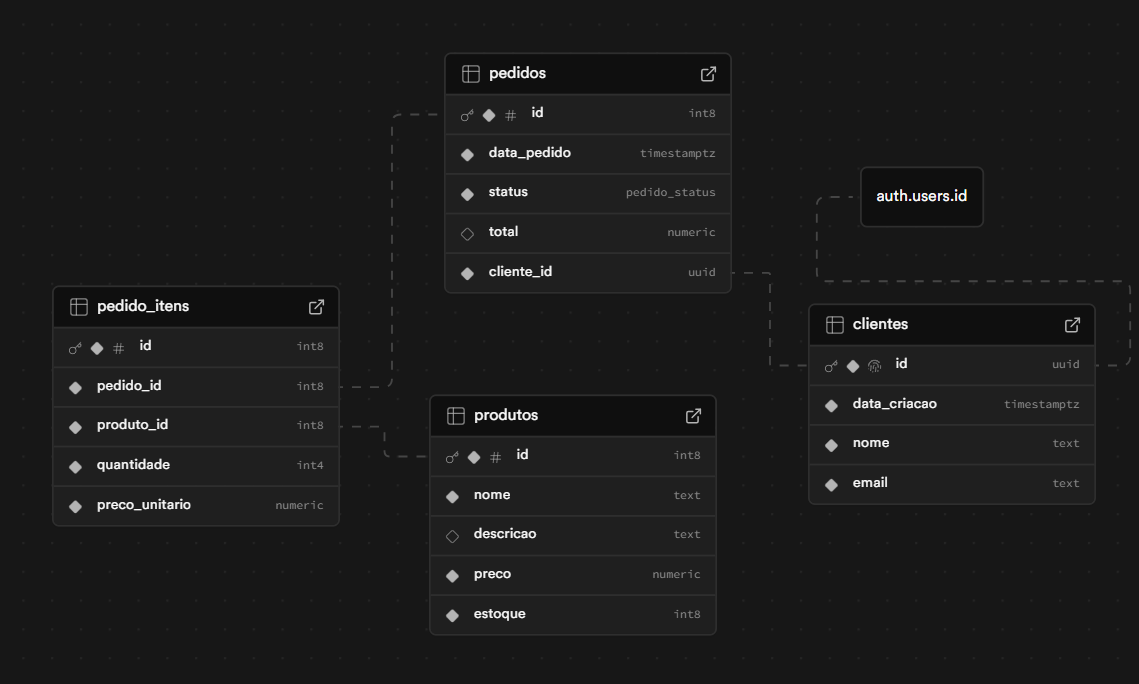 pedidos
id int8
data_pedido timestamptz
status pedido_status
total numeric
cliente_id uuid
auth.users.id
pedido_itens
id int8
pedido_id int8
produto_id int8
quantidade int4
preco_unitario numeric
clientes
id uuid
data_criacao timestamptz
nome text
email text
produtos
id int8
nome text
descricao text
preco numeric
estoque int8